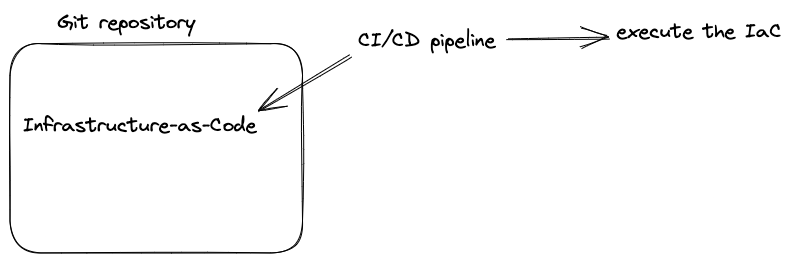 Git repository
CI/CD pipeline
execute the IaC
Infrastructure-as-Code